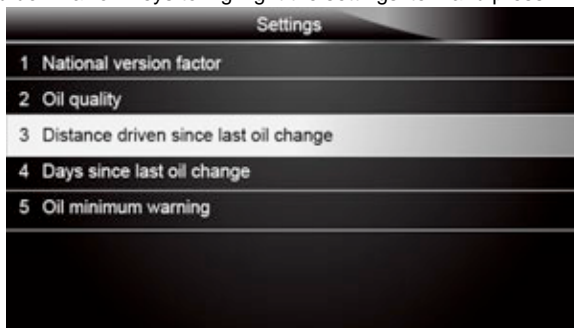 Settings
1 National version factor
2 Oil quality
3 Distance driven since last oil change
4 Days since last oil change
5 Oil minimum warning